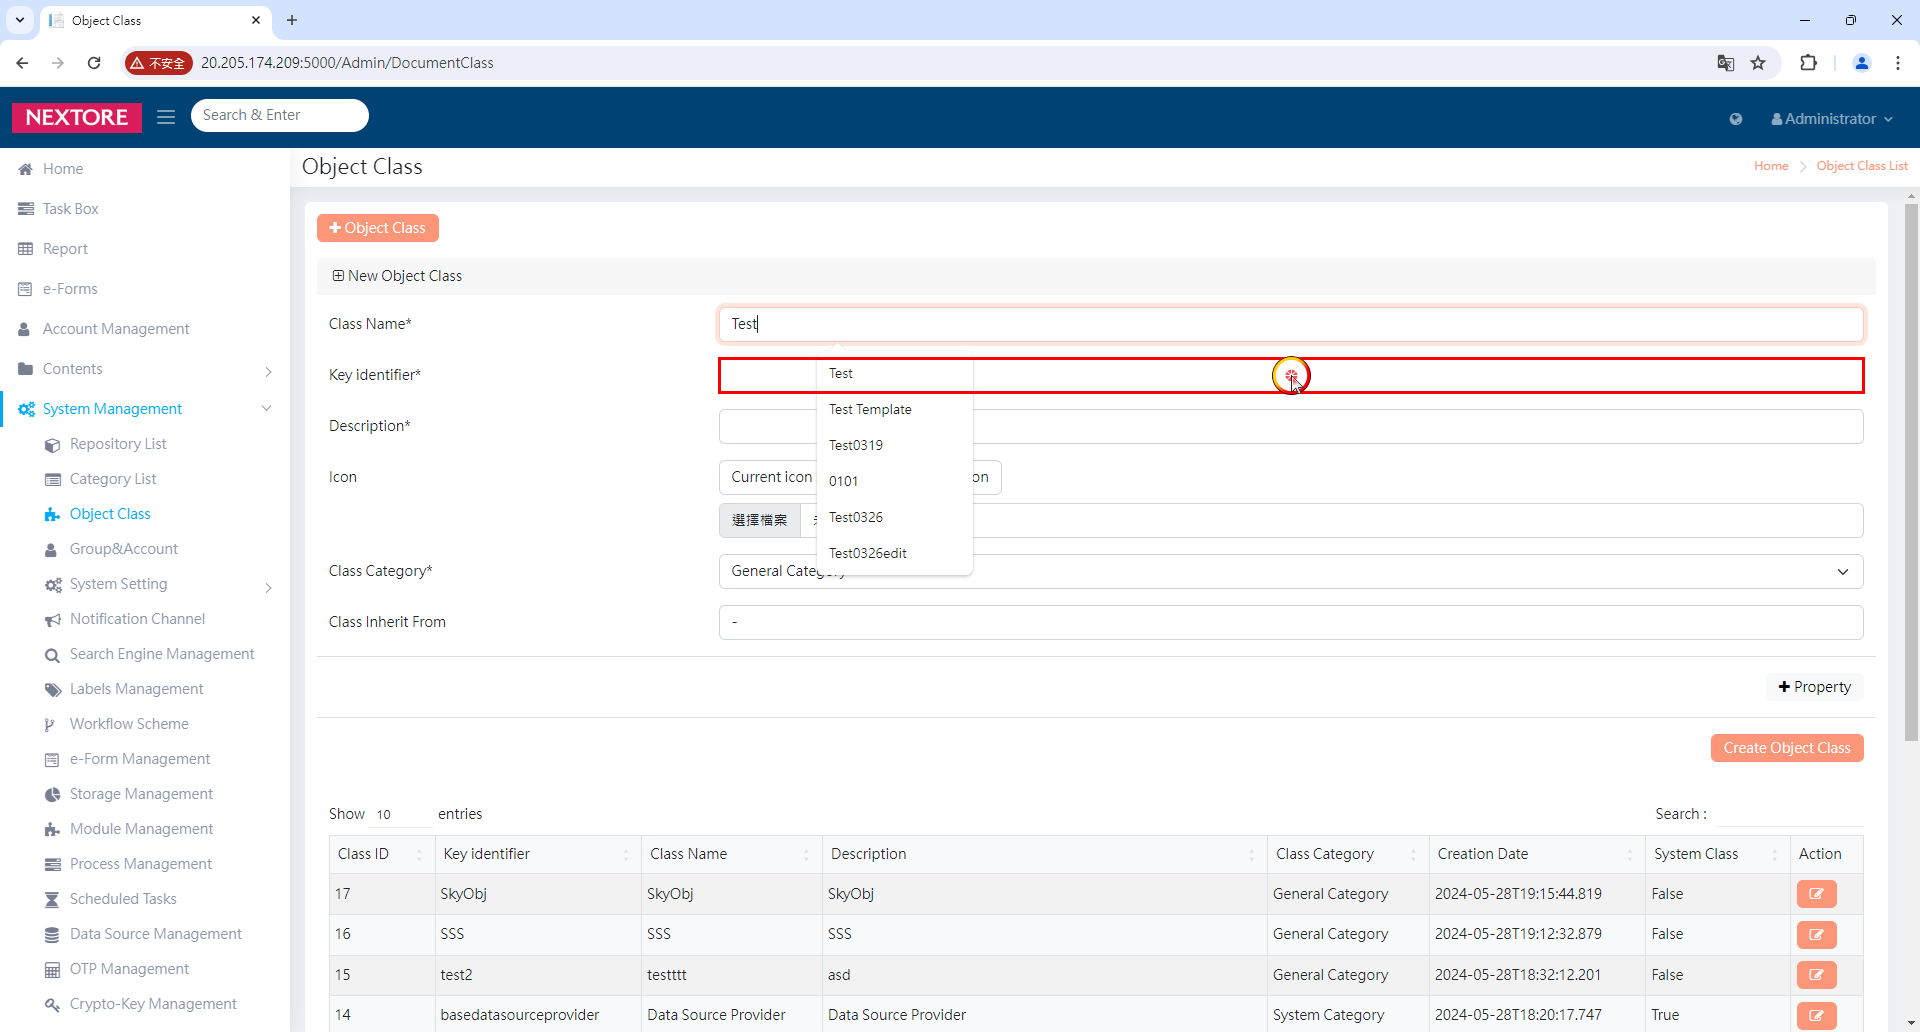 Object Class
不安全
20.205.174.209:5000/Admin/DocumentClass
NEXTORE
Search & Enter
Administrator
Home
Task Box
Report
e-Forms
Account Management
Contents
System Management
Repository List
Category List
Object Class
Group&Account
System Setting
Notification Channel
Search Engine Management
Labels Management
Workflow Scheme
e-Form Management
Storage Management
Module Management
Process Management
Scheduled Tasks
Data Source Management
OTP Management
Crypto-Key Management
Object Class
Home Object Class List
Object Class
New Object Class
Class Name* Test
Key identifier*
Description*
Icon Current icon on
選擇檔案
Test
Test Template
Test0319
0101
Test0326
Test0326edit
Class Category* General Category
Class Inherit From -
Property
Create Object Class
Show 10 entries Search :
Class ID Key identifier Class Name Description Class Category Creation Date System Class Action
17 SkyObj SkyObj SkyObj General Category 2024-05-28T19:15:44.819 False
16 SSS SSS SSS General Category 2024-05-28T19:12:32.879 False
15 test2 testttt asd General Category 2024-05-28T18:32:12.201 False
14 basedatasourceprovider Data Source Provider Data Source Provider System Category 2024-05-28T18:20:17.747 True